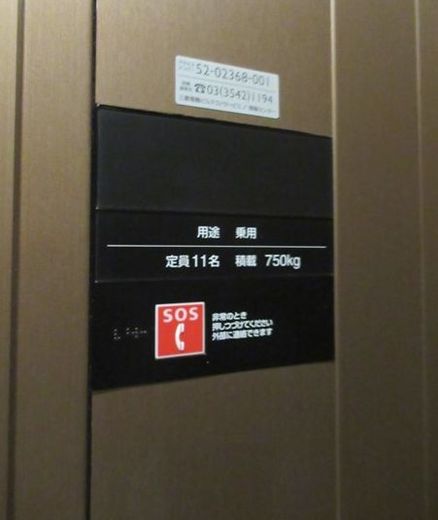 52-02368-001
☎03(3542)1194
用途 乗用
定員11名 積載 750kg
SOS
非常のとき
押しつづけてください
外部に連絡できます